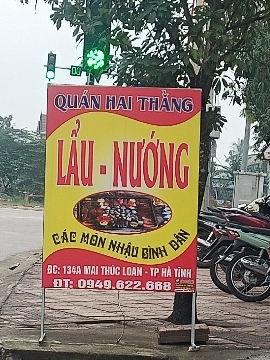 QUÁN HAI THẮNG
LẨU - NƯỚNG
CÁC MÓN NHẬU BÌNH DÂN
ĐC: 134A MAI THÚC LOAN - TP HÀ TĨNH
ĐT: 0949.622.668